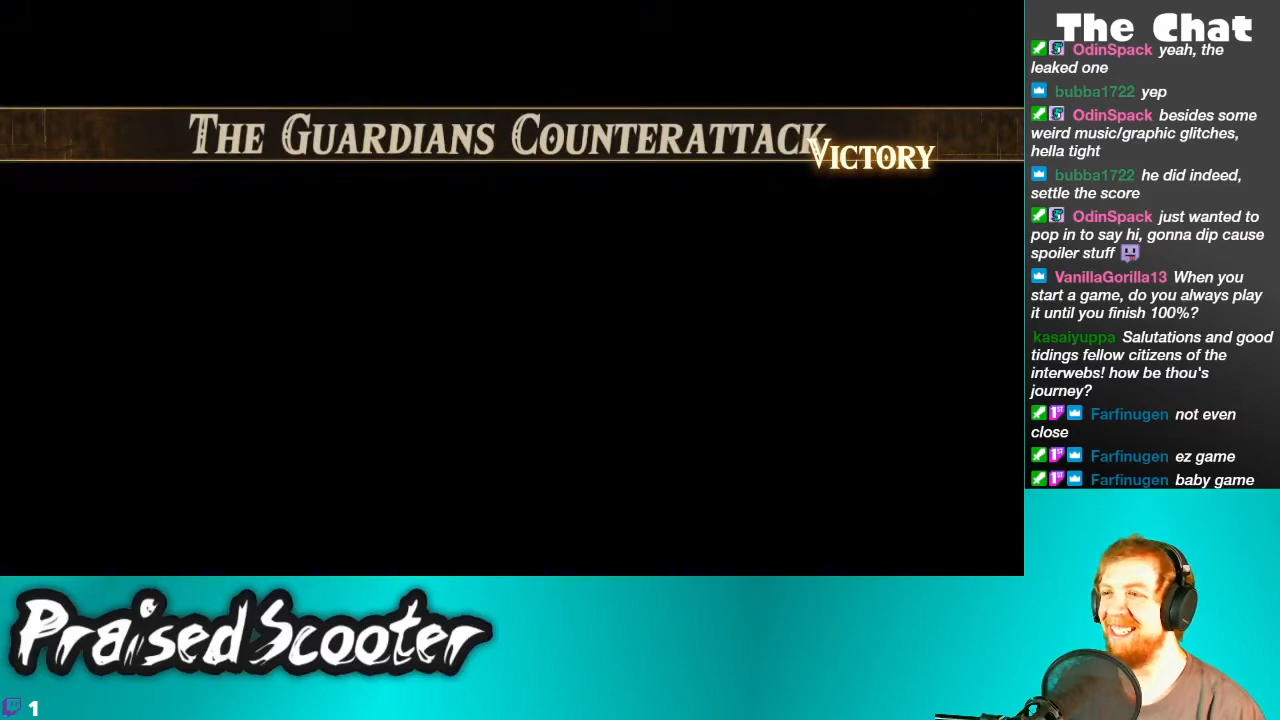 The Guardians Counterattack
Victory
The Chat
OdinSpack yeah, the
leaked one
bubba1722 yep
OdinSpack besides some
weird music/graphic glitches,
hella tight
bubba1722 he did indeed,
settle the score
OdinSpack just wanted to
pop in to say hi, gonna dip cause
spoiler stuff
VanillaGorilla13 When you
start a game, do you always play
it until you finish 100%?
kasaiyuppa Salutations and good
tidings fellow citizens of the
interwebs! how be thou's
journey?
1ST Farfinugen not even
close
1ST Farfinugen ez game
1ST Farfinugen baby game
PraisedScooter
1